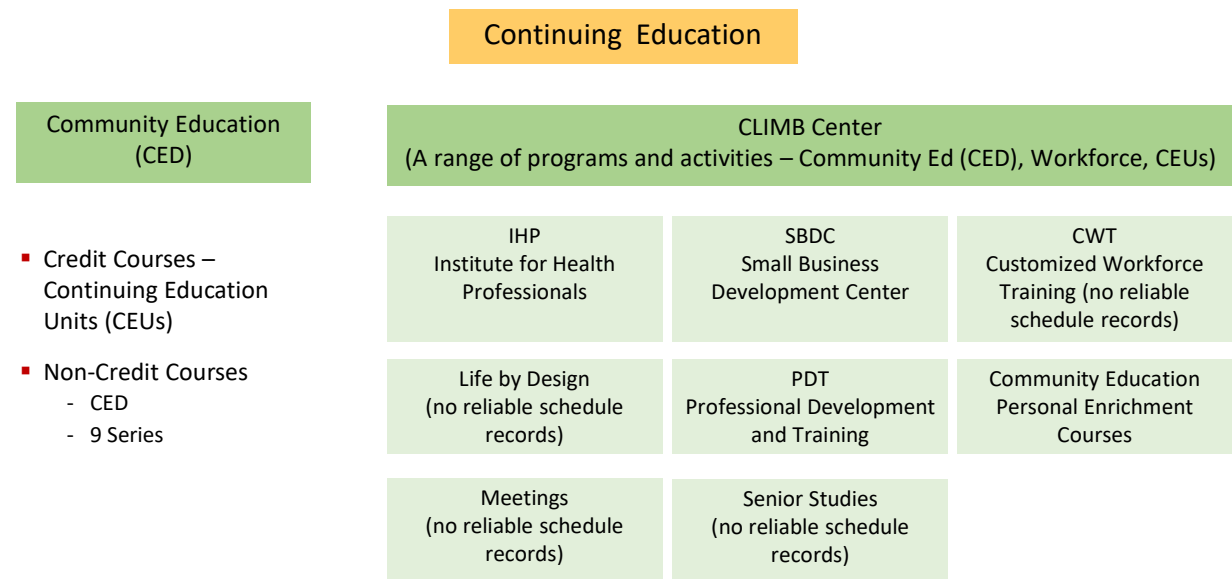 Continuing Education
Community Education
(CED)
▪ Credit Courses –
Continuing Education
Units (CEUs)
▪ Non-Credit Courses
- CED
- 9 Series
CLIMB Center
(A range of programs and activities – Community Ed (CED), Workforce, CEUs)
IHP
Institute for Health
Professionals
SBDC
Small Business
Development Center
CWT
Customized Workforce
Training (no reliable
schedule records)
Life by Design
(no reliable schedule
records)
PDT
Professional Development
and Training
Community Education
Personal Enrichment
Courses
Meetings
(no reliable schedule
records)
Senior Studies
(no reliable schedule
records)